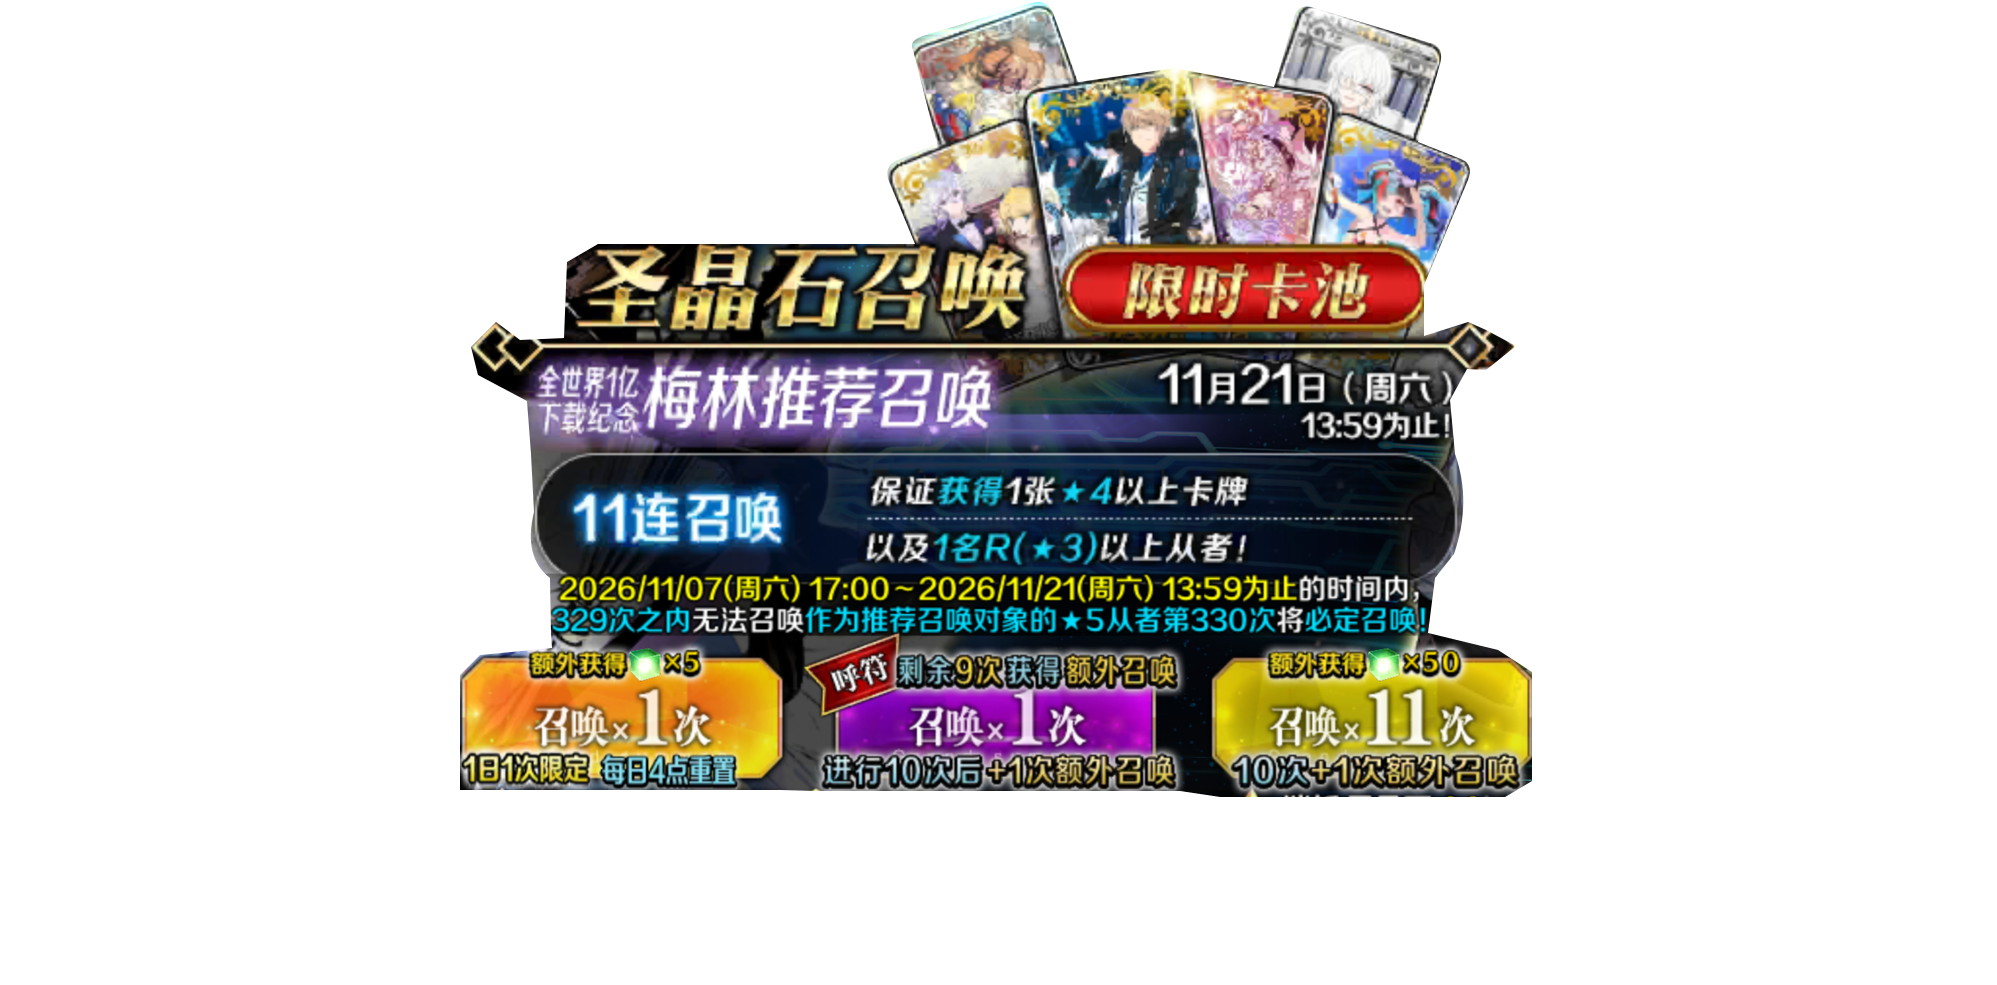 圣晶石召唤
限时卡池
全世界1亿
下载纪念
梅林推荐召唤
11月21日（周六）
13:59为止!
11连召唤
保证获得1张★4以上卡牌
以及1名R(★3)以上从者!
2026/11/07(周六) 17:00～2026/11/21(周六) 13:59为止的时间内,
329次之内无法召唤作为推荐召唤对象的★5从者第330次将必定召唤!
额外获得 ×5
召唤×1次
1日1次限定 每日4点重置
呼符
剩余9次获得额外召唤
召唤×1次
进行10次后+1次额外召唤
额外获得 ×50
召唤×11次
10次+1次额外召唤